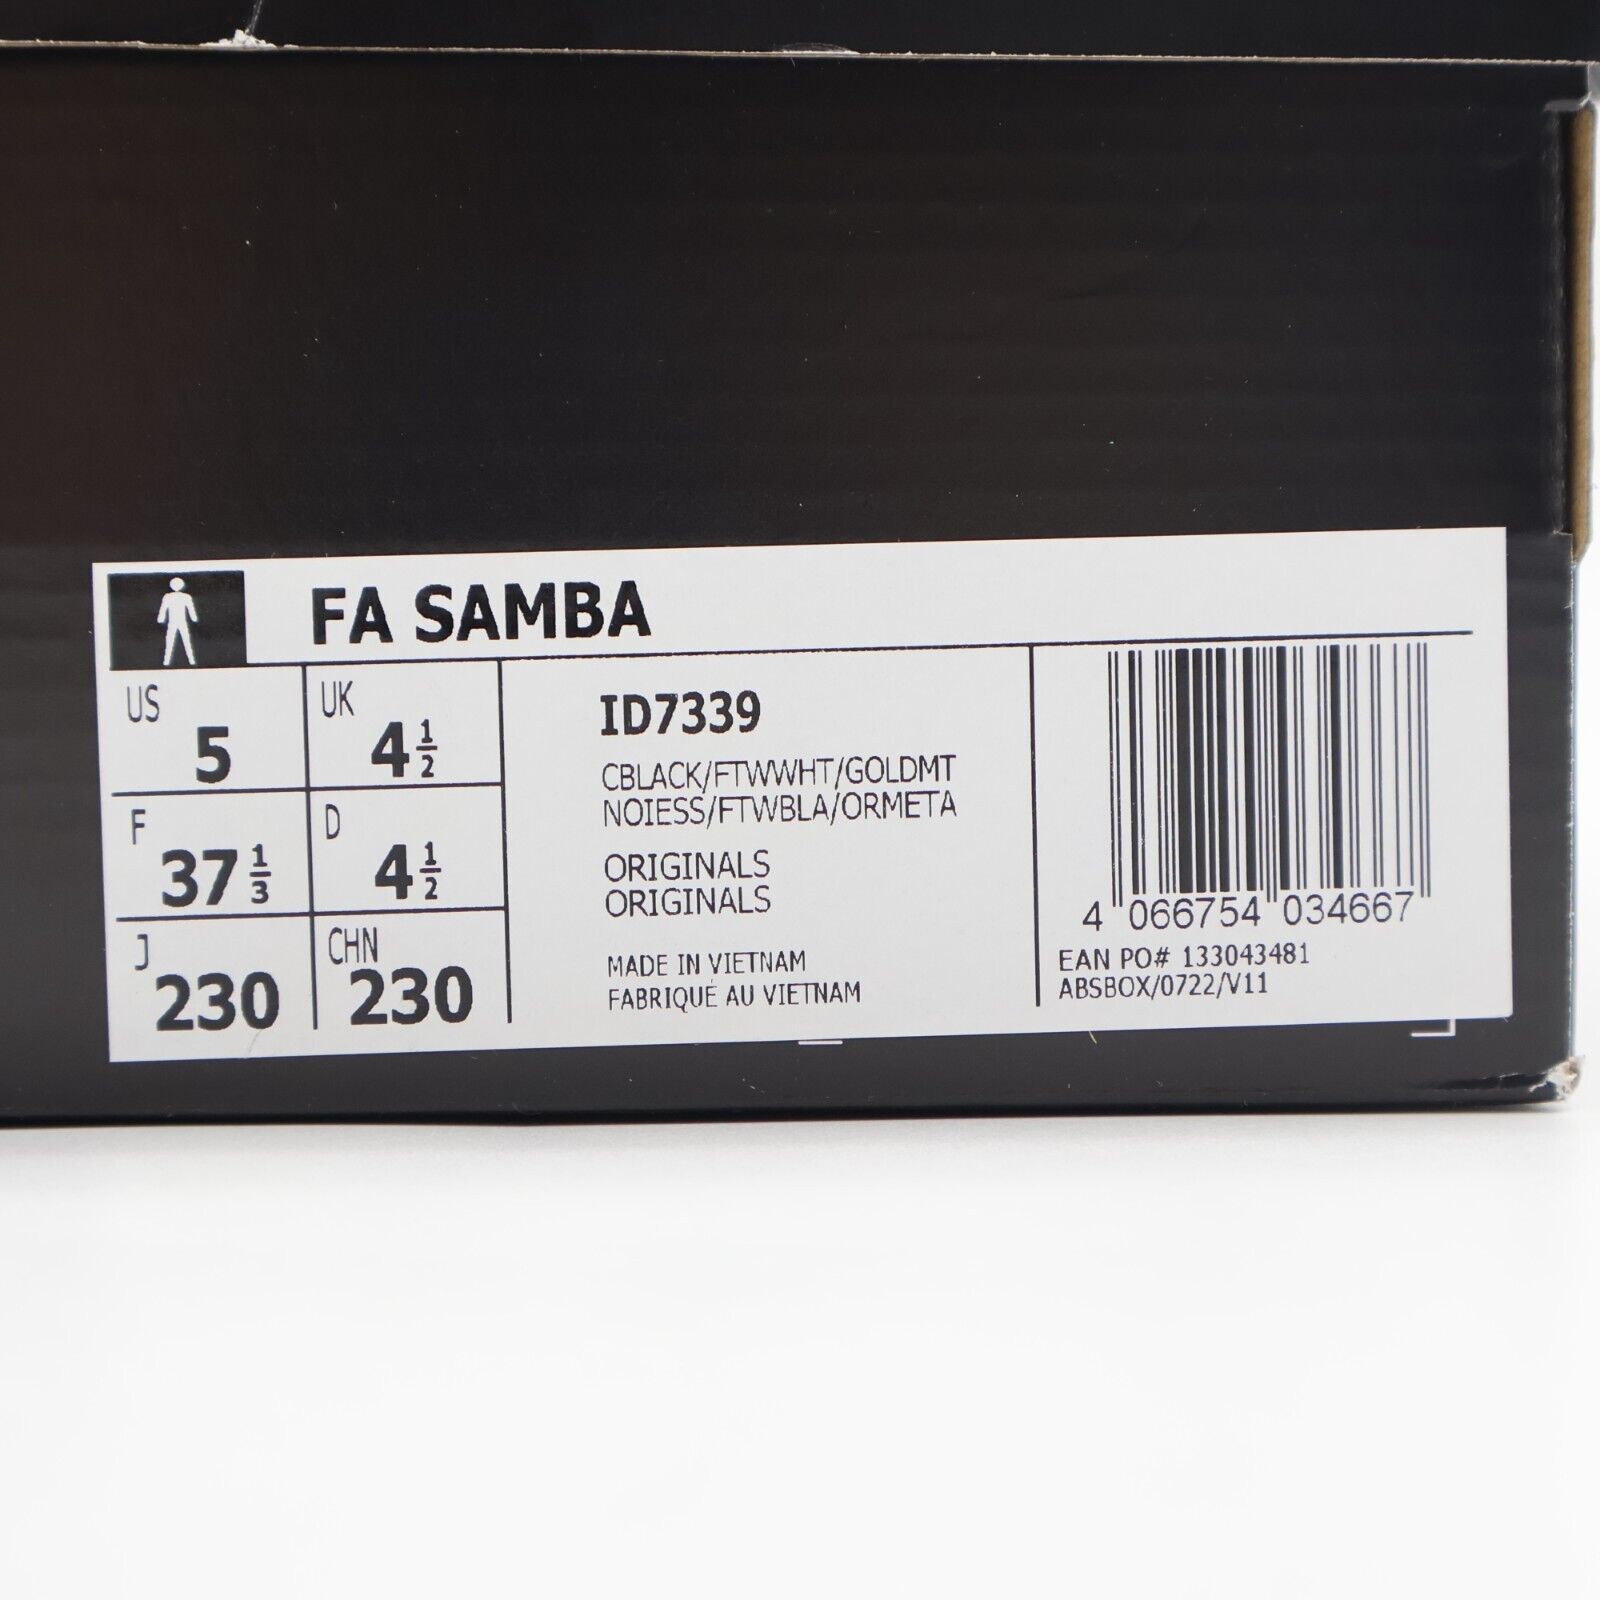 FA SAMBA
US 5 UK 4 1/2
F 37 1/3 D 4 1/2
J 230 CHN 230
ID7339
CBLACK/FTWWHT/GOLDMT
NOIESS/FTWBLA/ORMETA
ORIGINALS
ORIGINALS
MADE IN VIETNAM
FABRIQUÉ AU VIETNAM
4 066754 034667
EAN PO# 133043481
ABSBOX/0722/V11